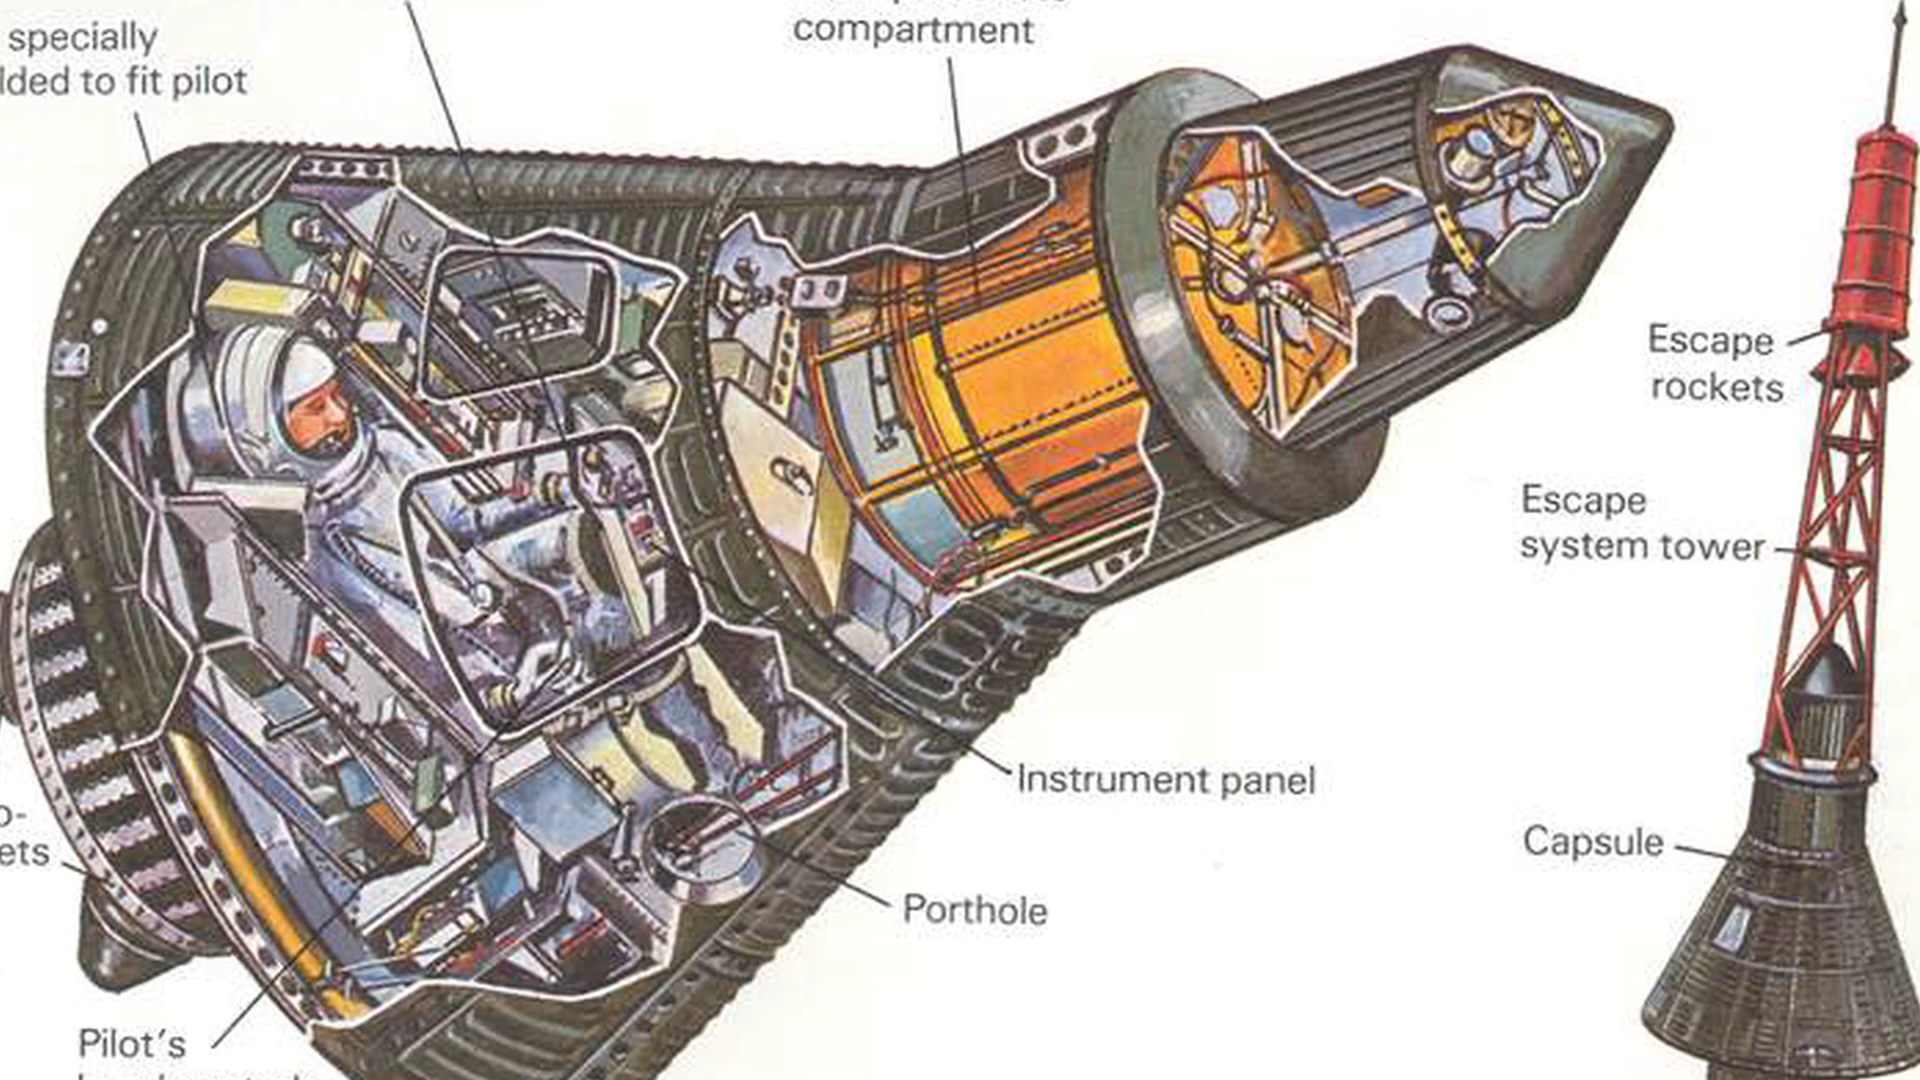 specially
lded to fit pilot
compartment
Escape
rockets
Escape
system tower
Instrument panel
Capsule
Porthole
o-
ets
Pilot's